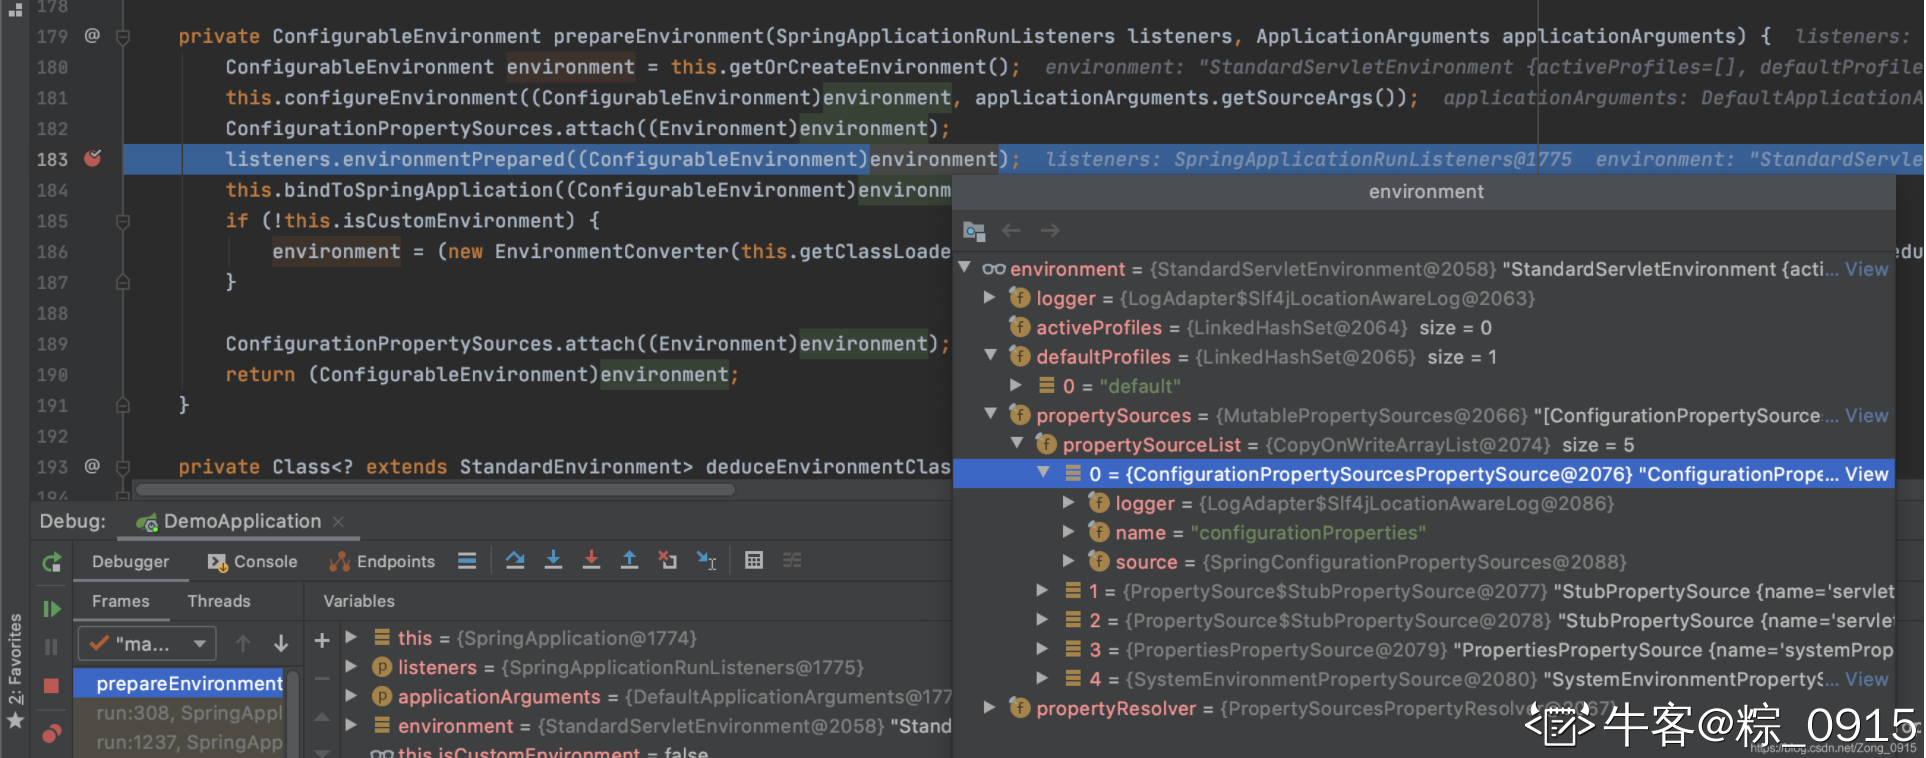 178
179 @ private ConfigurableEnvironment prepareEnvironment(SpringApplicationRunListeners listeners, ApplicationArguments applicationArguments) { listeners:
180 ConfigurableEnvironment environment = this.getOrCreateEnvironment(); environment: "StandardServletEnvironment {activeProfiles=[], defaultProfile
181 this.configureEnvironment((ConfigurableEnvironment)environment, applicationArguments.getSourceArgs()); applicationArguments: DefaultApplicationA
182 ConfigurationPropertySources.attach((Environment)environment);
183 listeners.environmentPrepared((ConfigurableEnvironment)environment); listeners: SpringApplicationRunListeners@1775 environment: "StandardServle
184 this.bindToSpringApplication((ConfigurableEnvironment)environm
185 if (!this.isCustomEnvironment) {
186 environment = (new EnvironmentConverter(this.getClassLoade edu
187 }
188
189 ConfigurationPropertySources.attach((Environment)environment);
190 return (ConfigurableEnvironment)environment;
191 }
192
193 @ private Class<? extends StandardEnvironment> deduceEnvironmentClas
194
environment
environment = {StandardServletEnvironment@2058} "StandardServletEnvironment {acti... View
logger = {LogAdapter$Slf4jLocationAwareLog@2063}
activeProfiles = {LinkedHashSet@2064} size = 0
defaultProfiles = {LinkedHashSet@2065} size = 1
0 = "default"
propertySources = {MutablePropertySources@2066} "[ConfigurationPropertySource... View
propertySourceList = {CopyOnWriteArrayList@2074} size = 5
0 = {ConfigurationPropertySourcesPropertySource@2076} "ConfigurationPrope... View
logger = {LogAdapter$Slf4jLocationAwareLog@2086}
name = "configurationProperties"
source = {SpringConfigurationPropertySources@2088}
1 = {PropertySource$StubPropertySource@2077} "StubPropertySource {name='servlet
2 = {PropertySource$StubPropertySource@2078} "StubPropertySource {name='servlet
3 = {PropertiesPropertySource@2079} "PropertiesPropertySource {name='systemProp
4 = {SystemEnvironmentPropertySource@2080} "SystemEnvironmentPropertyS... View
propertyResolver = {PropertySourcesPropertyResolver@2067}
Debug: DemoApplication
Debugger Console Endpoints
Frames Threads Variables
"ma...
prepareEnvironment
run:308, SpringAppl
run:1237, SpringApp
this = {SpringApplication@1774}
listeners = {SpringApplicationRunListeners@1775}
applicationArguments = {DefaultApplicationArguments@177
environment = {StandardServletEnvironment@2058} "Stand
this.isCustomEnvironment = false
2: Favorites
牛客@粽_0915
https://blog.csdn.net/Zong_0915